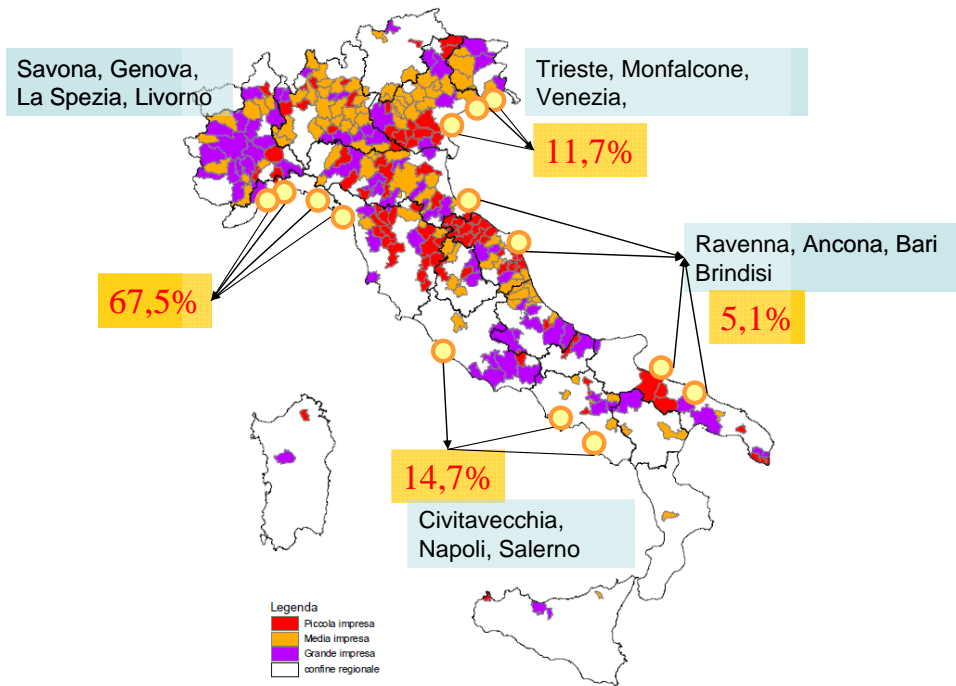 Savona, Genova,
La Spezia, Livorno
Trieste, Monfalcone,
Venezia,
11,7%
67,5%
Ravenna, Ancona, Bari
Brindisi
5,1%
14,7%
Civitavecchia,
Napoli, Salerno
Legenda
Piccola impresa
Media impresa
Grande impresa
confine regionale